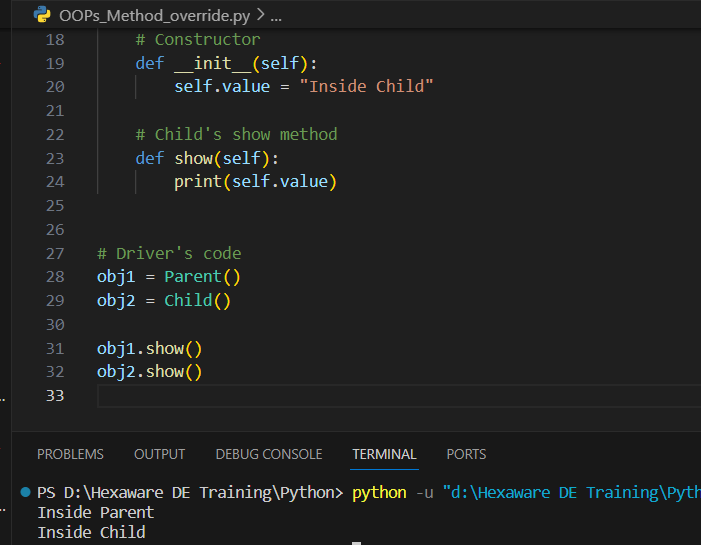 OOPs_Method_override.py > ...
18 # Constructor
19 def __init__(self):
20 self.value = "Inside Child"
21
22 # Child's show method
23 def show(self):
24 print(self.value)
25
26
27 # Driver's code
28 obj1 = Parent()
29 obj2 = Child()
30
31 obj1.show()
32 obj2.show()
33
PROBLEMS OUTPUT DEBUG CONSOLE TERMINAL PORTS
PS D:\Hexaware DE Training\Python> python -u "d:\Hexaware DE Training\Pyth
Inside Parent
Inside Child